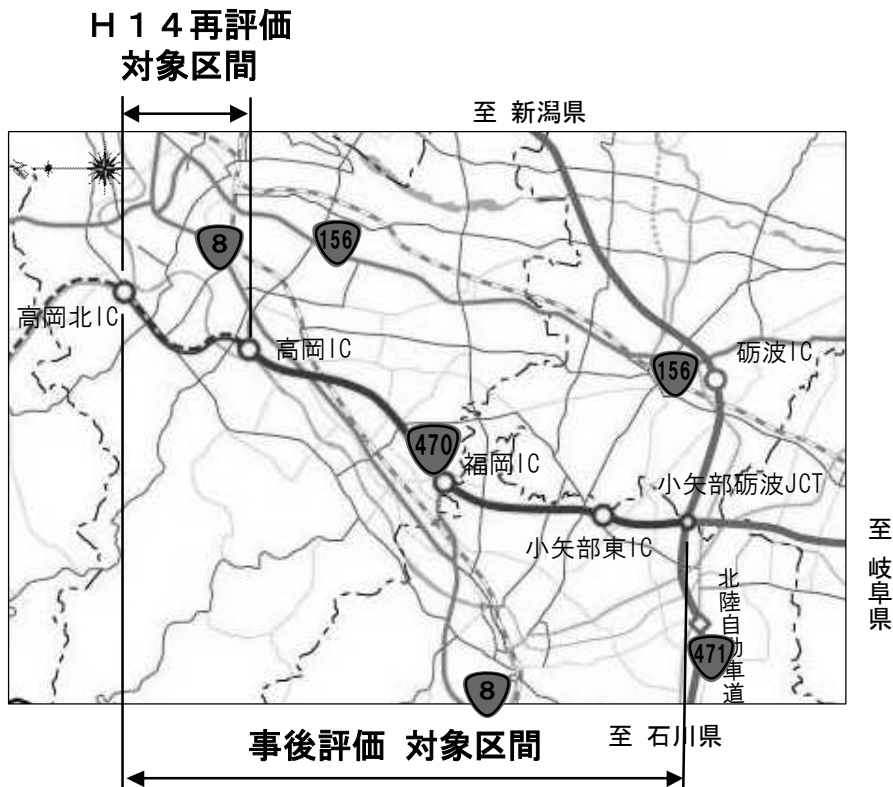 Ｈ１４再評価
対象区間
至 新潟県
8
156
高岡北IC
高岡IC
156
砺波IC
470
福岡IC
小矢部砺波JCT
小矢部東IC
至 岐阜県
北陸自動車道
471
8
事後評価 対象区間
至 石川県